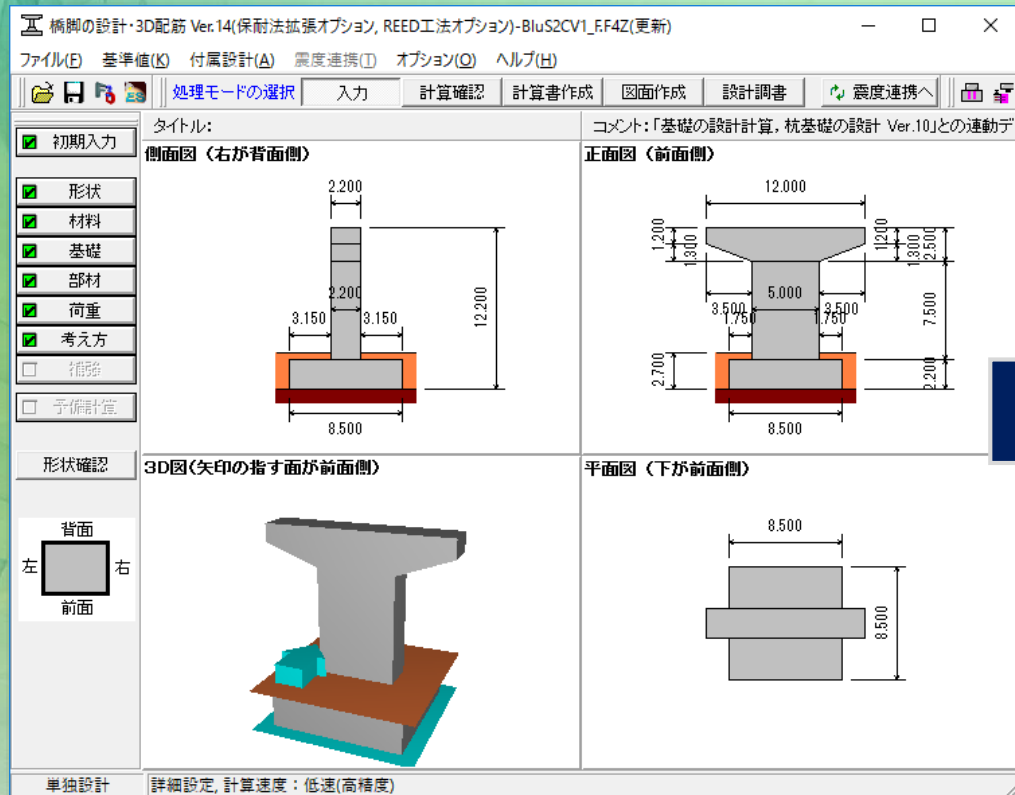 橋脚の設計・3D配筋 Ver.14(保耐法拡張オプション, REED工法オプション)-BluS2CV1_F.F4Z(更新)
ファイル(F) 基準値(K) 付属設計(A) 震度連携(T) オプション(O) ヘルプ(H)
処理モードの選択 入力 計算確認 計算書作成 図面作成 設計調書 震度連携へ
初期入力
形状
材料
基礎
部材
荷重
考え方
補強
予備計算
形状確認
背面
左 右
前面
タイトル:
コメント:「基礎の設計計算, 杭基礎の設計 Ver.10」との連動デ
側面図（右が背面側）
2.200
2.200
12.200
3.150 3.150
8.500
正面図（前面側）
12.000
1.200
1.300
1.200
1.300
2.500
5.000
3.500 3.500
1.750 1.750
7.500
2.700
2.200
8.500
3D図(矢印の指す面が前面側)
平面図（下が前面側）
8.500
8.500
単独設計 詳細設定, 計算速度：低速(高精度)